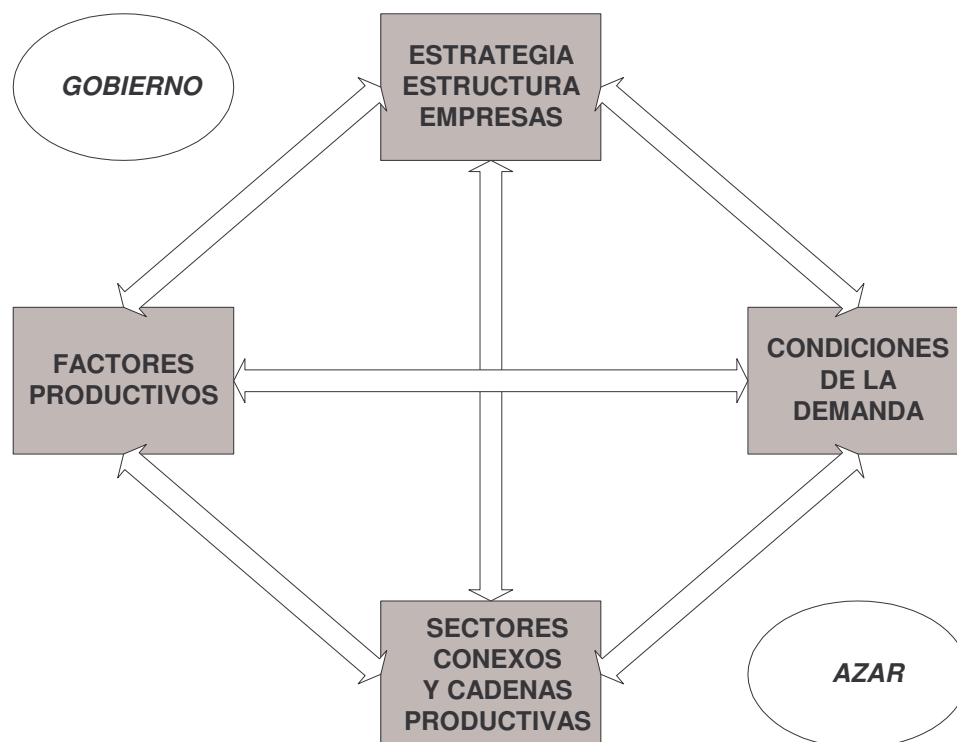 ESTRATEGIA
ESTRUCTURA
EMPRESAS
GOBIERNO
FACTORES
PRODUCTIVOS
CONDICIONES
DE LA
DEMANDA
SECTORES
CONEXOS
Y CADENAS
PRODUCTIVAS
AZAR